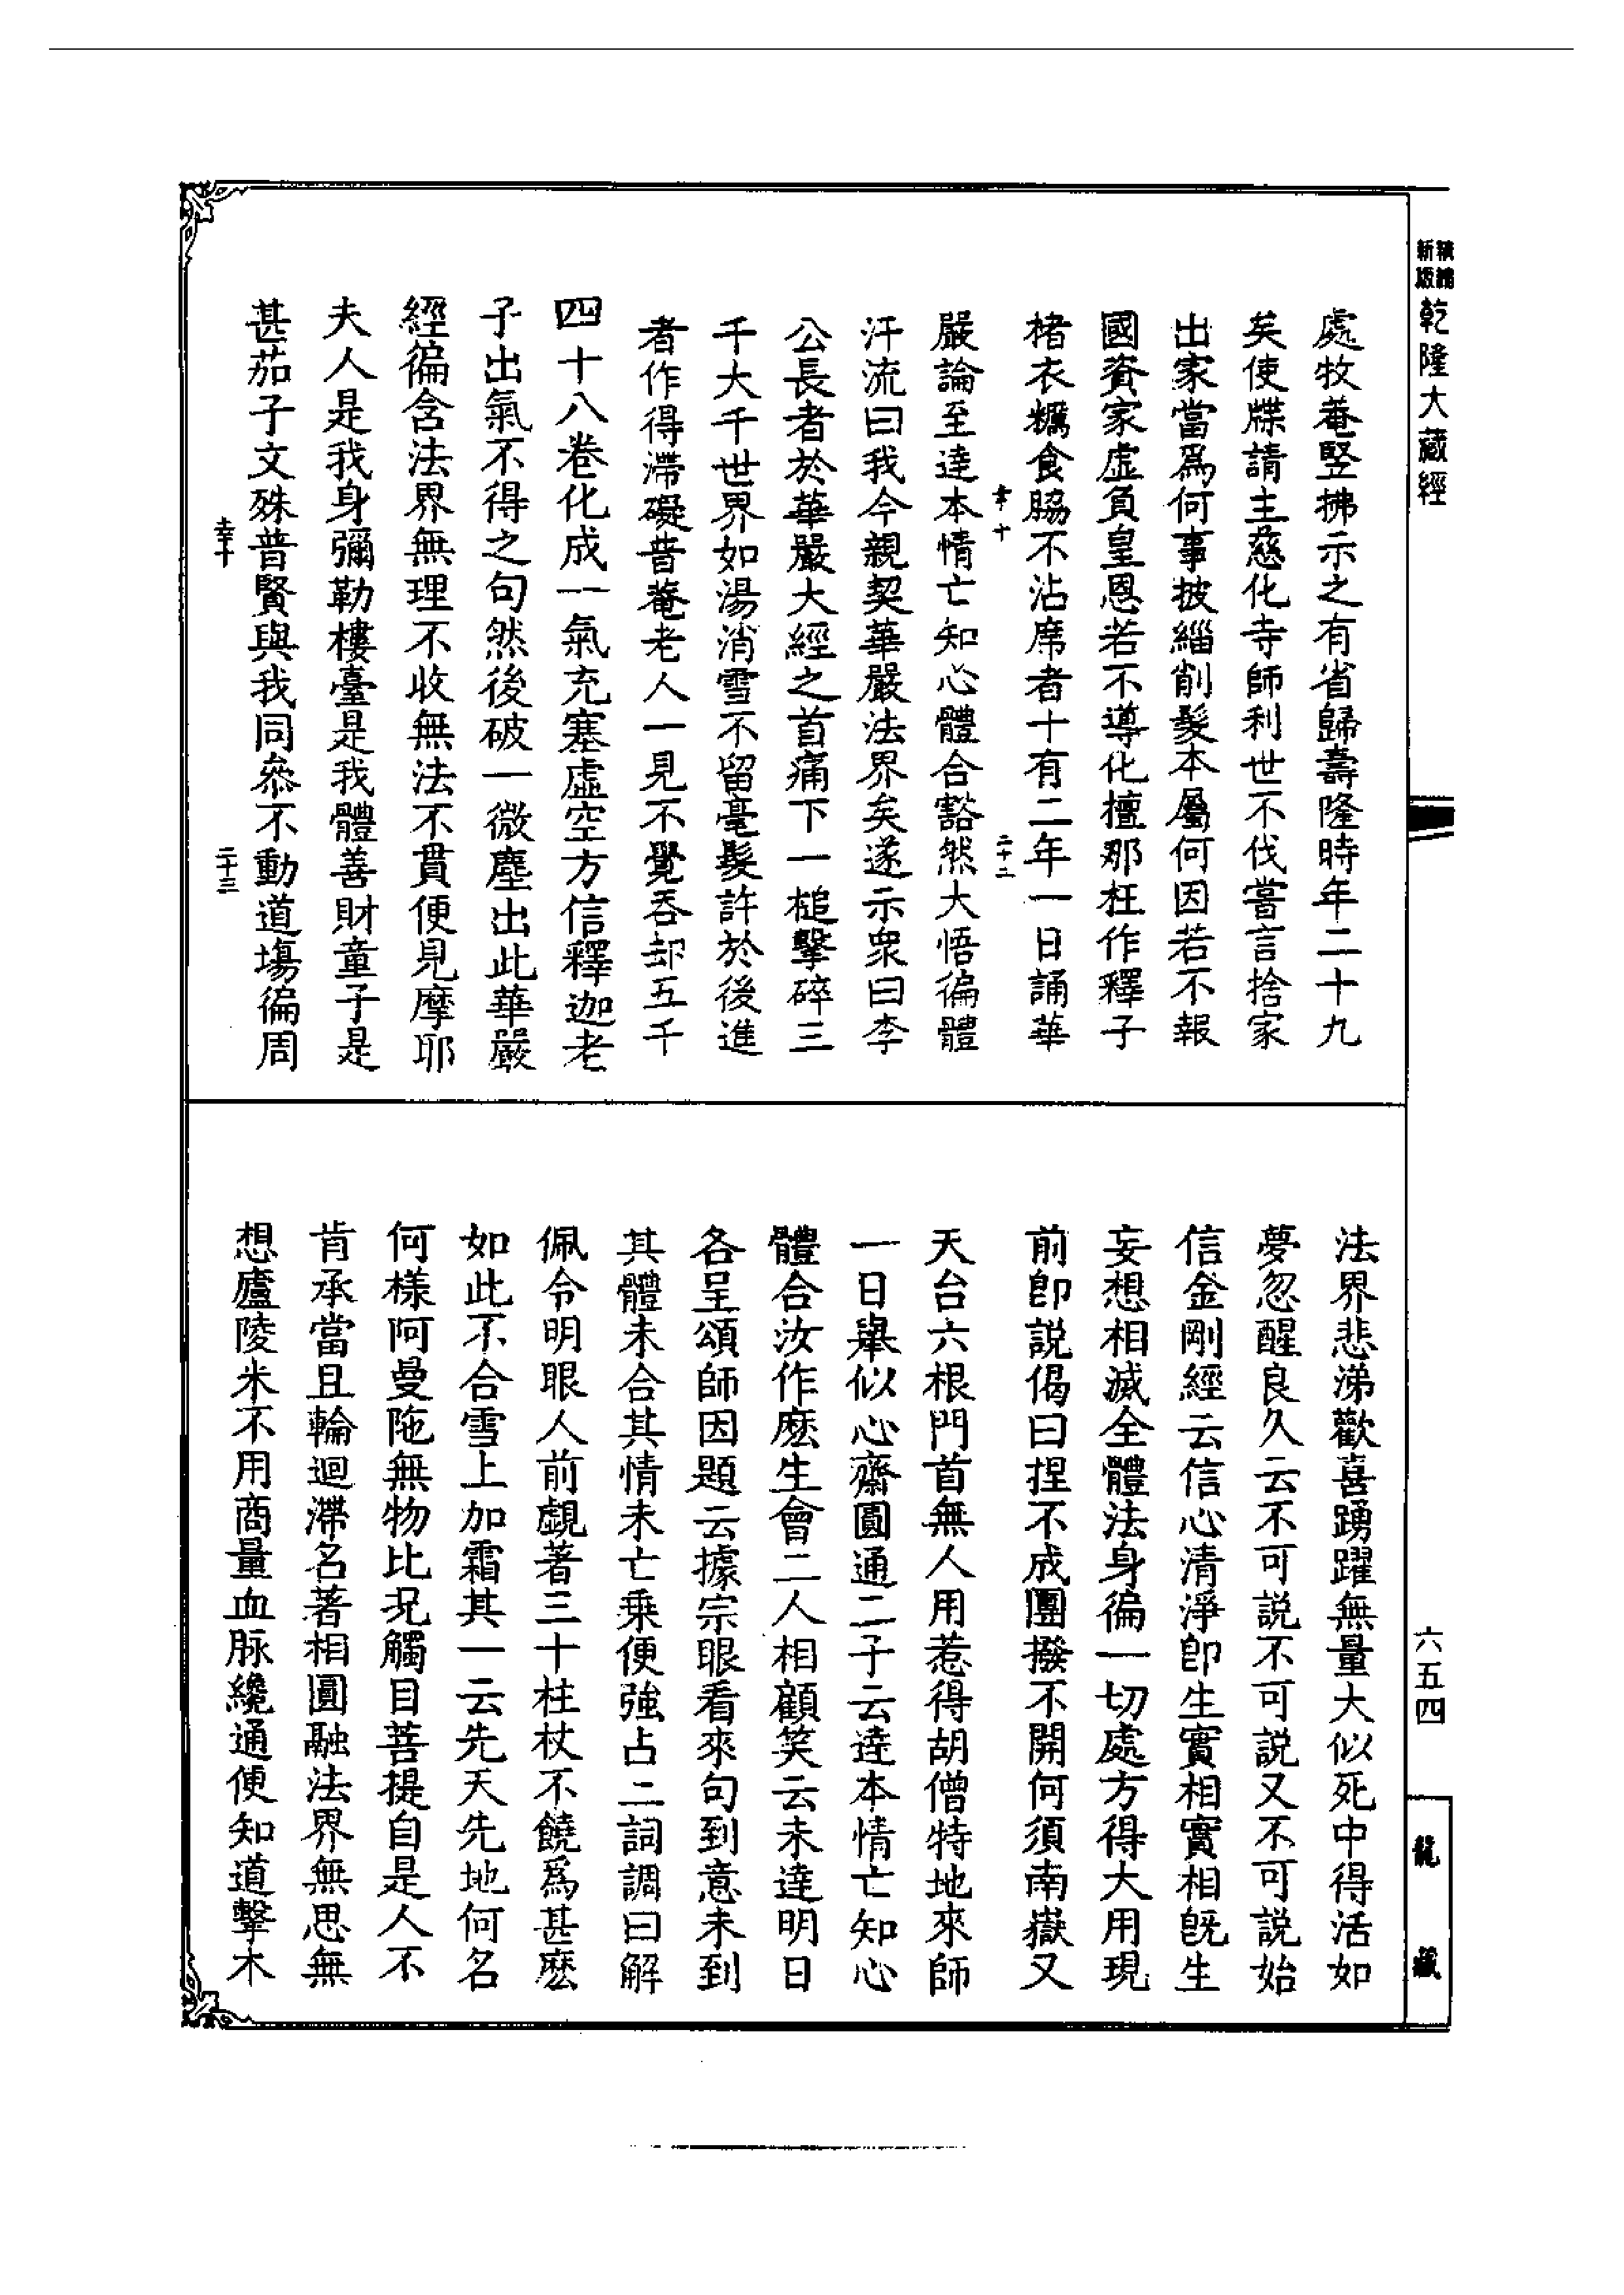 新版精縮乾隆大藏經
處牧菴竪拂示之有省歸壽隆時年二十九
矣使牒請主慈化寺師利世不伐嘗言捨家
出家當爲何事披緇削髮本屬何因若不報
國資家虛負皇恩若不導化擅那枉作釋子
楮衣糲食脇不沾席者十有二年一日誦華
幸十
二十二
嚴論至達本情亡知心體合豁然大悟徧體
汗流曰我今親契華嚴法界矣遂示眾曰李
公長者於華嚴大經之首痛下一槌擊碎三
千大千世界如湯消雪不留毫髮許於後進
者作得滯礙昔菴老人一見不覺吞却五千
四十八卷化成一氣充塞虛空方信釋迦老
子出氣不得之句然後破一微塵出此華嚴
經徧含法界無理不收無法不貫便見摩耶
夫人是我身彌勒樓臺是我體善財童子是
甚茄子文殊普賢與我同叅不動道塲徧周
幸十
二十三
法界悲涕歡喜踴躍無量大似死中得活如
夢忽醒良久云不可説不可説又不可説始
信金剛經云信心清淨卽生實相實相旣生
妄想相滅全體法身徧一切處方得大用現
前卽説偈曰捏不成團撥不開何須南嶽又
天台六根門首無人用惹得胡僧特地來師
一日舉似心齋圓通二子云達本情亡知心
體合汝作麽生會二人相顧笑云未達明日
各呈頌師因題云據宗眼看來句到意未到
其體未合其情未亡乗便強占二詞調曰解
佩令明眼人前覷著三十柱杖不饒爲甚麽
如此不合雪上加霜其一云先天先地何名
何樣阿曼陁無物比况觸目菩提自是人不
肯承當且輪迴滯名著相圓融法界無思無
想廬陵米不用商量血脉纔通便知道擊木
六五四
龍藏